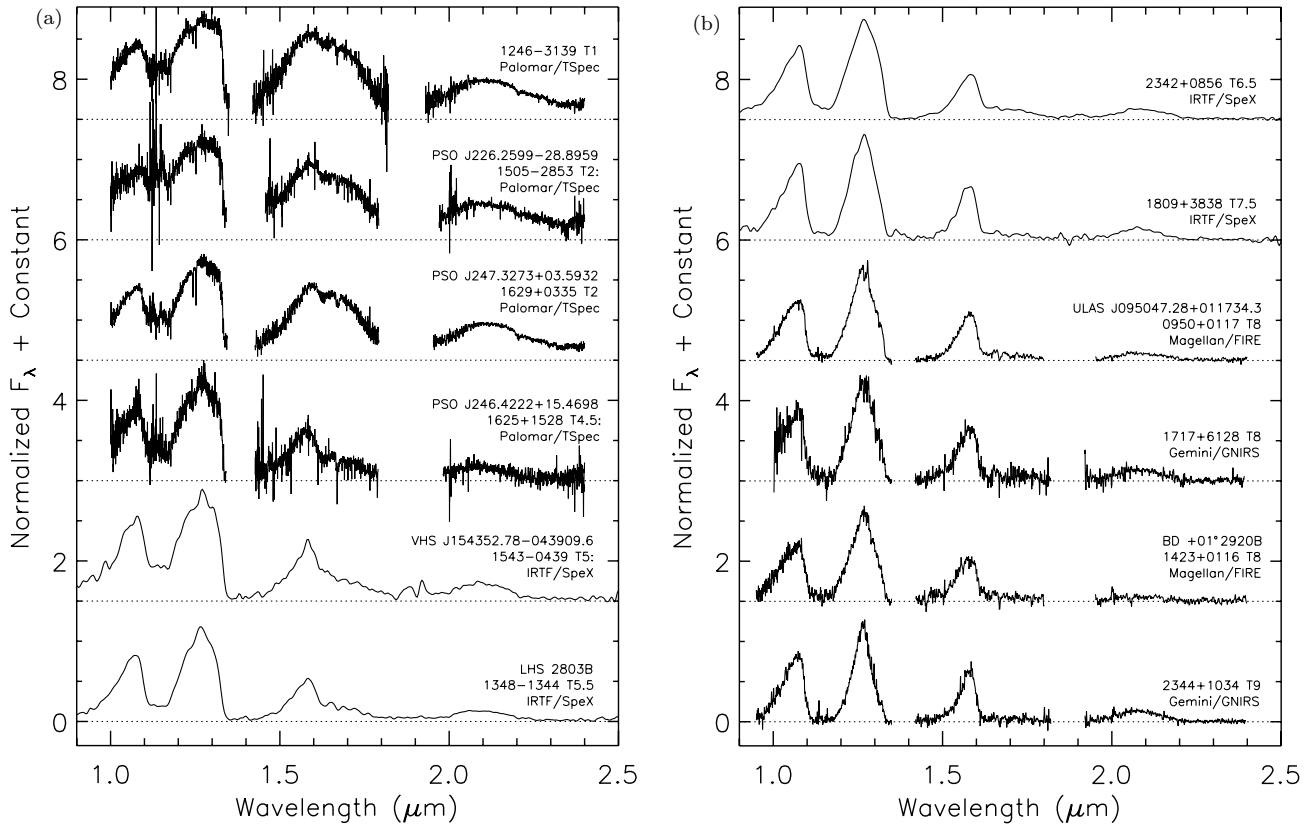 (a)
Normalized Fλ + Constant
8
6
4
2
0
1246−3139 T1
Palomar/TSpec
PSO J226.2599−28.8959
1505−2853 T2:
Palomar/TSpec
PSO J247.3273+03.5932
1629+0335 T2
Palomar/TSpec
PSO J246.4222+15.4698
1625+1528 T4.5:
Palomar/TSpec
VHS J154352.78−043909.6
1543−0439 T5:
IRTF/SpeX
LHS 2803B
1348−1344 T5.5
IRTF/SpeX
1.0 1.5 2.0 2.5
Wavelength (μm)
(b)
Normalized Fλ + Constant
8
6
4
2
0
2342+0856 T6.5
IRTF/SpeX
1809+3838 T7.5
IRTF/SpeX
ULAS J095047.28+011734.3
0950+0117 T8
Magellan/FIRE
1717+6128 T8
Gemini/GNIRS
BD +01°2920B
1423+0116 T8
Magellan/FIRE
2344+1034 T9
Gemini/GNIRS
1.0 1.5 2.0 2.5
Wavelength (μm)